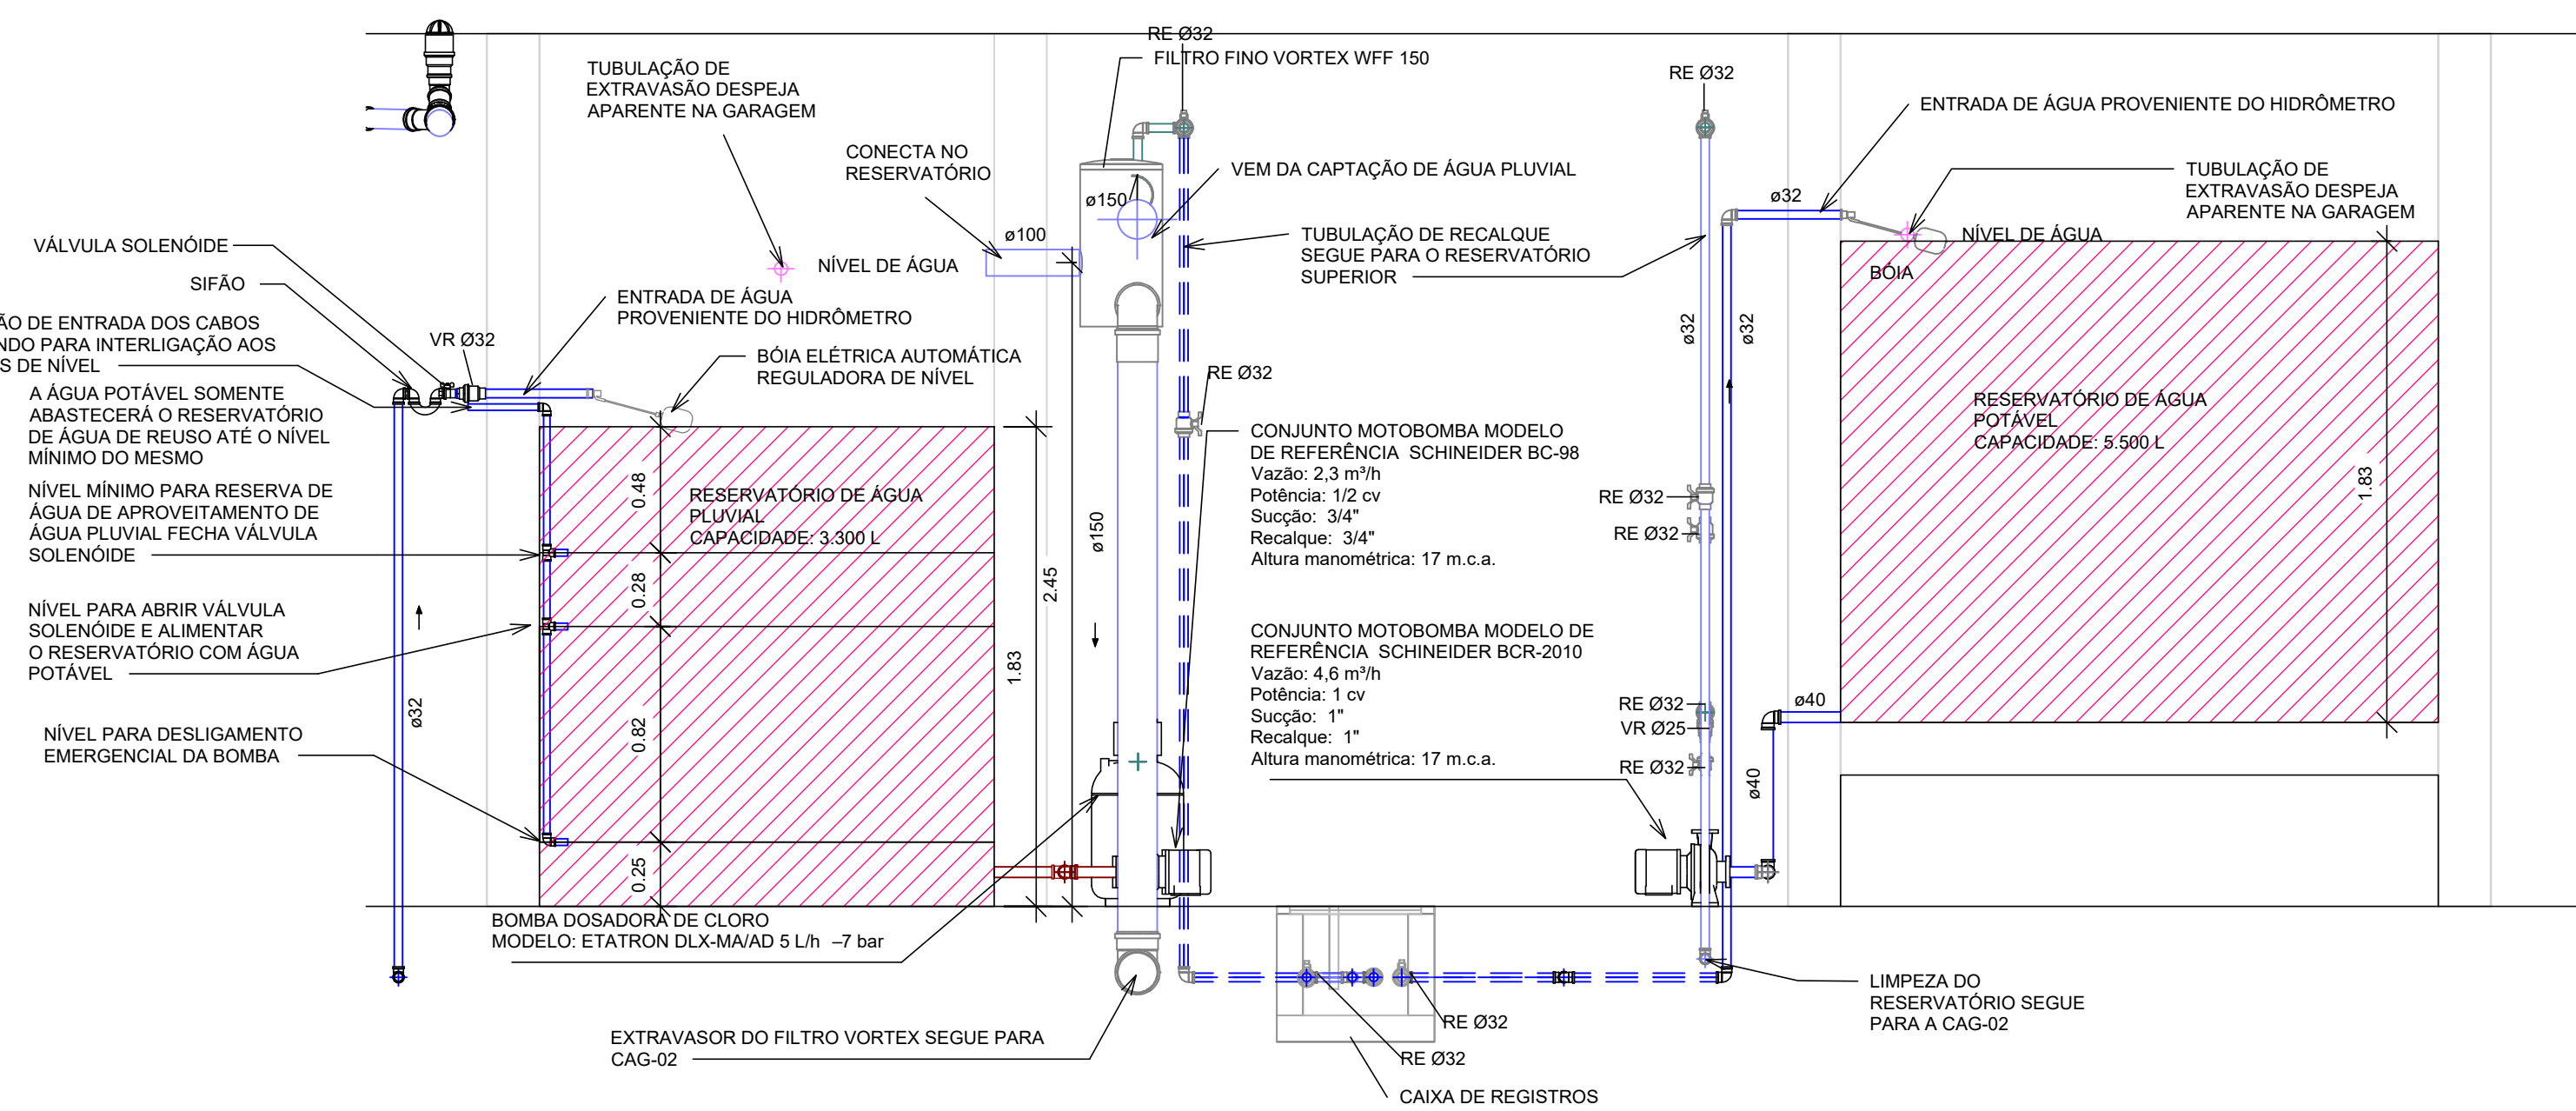 RE Ø32
FILTRO FINO VORTEX WFF 150
TUBULAÇÃO DE
EXTRAVASÃO DESPEJA
APARENTE NA GARAGEM
RE Ø32
ENTRADA DE ÁGUA PROVENIENTE DO HIDRÔMETRO
CONECTA NO
RESERVATÓRIO
VEM DA CAPTAÇÃO DE ÁGUA PLUVIAL
TUBULAÇÃO DE
EXTRAVASÃO DESPEJA
APARENTE NA GARAGEM
ø150
ø32
ø100
VÁLVULA SOLENÓIDE
NÍVEL DE ÁGUA
TUBULAÇÃO DE RECALQUE
SEGUE PARA O RESERVATÓRIO
SUPERIOR
NÍVEL DE ÁGUA
BÓIA
SIFÃO
ENTRADA DE ÁGUA
PROVENIENTE DO HIDRÔMETRO
ÃO DE ENTRADA DOS CABOS
NDO PARA INTERLIGAÇÃO AOS
S DE NÍVEL
VR Ø32
BÓIA ELÉTRICA AUTOMÁTICA
REGULADORA DE NÍVEL
RE Ø32
ø32
ø32
A ÁGUA POTÁVEL SOMENTE
ABASTECERÁ O RESERVATÓRIO
DE ÁGUA DE REUSO ATÉ O NÍVEL
MÍNIMO DO MESMO
RESERVATÓRIO DE ÁGUA
POTÁVEL
CAPACIDADE: 5.500 L
1.83
CONJUNTO MOTOBOMBA MODELO
DE REFERÊNCIA SCHINEIDER BC-98
Vazão: 2,3 m³/h
Potência: 1/2 cv
Sucção: 3/4"
Recalque: 3/4"
Altura manométrica: 17 m.c.a.
NÍVEL MÍNIMO PARA RESERVA DE
ÁGUA DE APROVEITAMENTO DE
ÁGUA PLUVIAL FECHA VÁLVULA
SOLENÓIDE
0.48
RESERVATÓRIO DE ÁGUA
PLUVIAL
CAPACIDADE: 3.300 L
RE Ø32
RE Ø32
ø150
0.28
2.45
NÍVEL PARA ABRIR VÁLVULA
SOLENÓIDE E ALIMENTAR
O RESERVATÓRIO COM ÁGUA
POTÁVEL
1.83
CONJUNTO MOTOBOMBA MODELO DE
REFERÊNCIA SCHINEIDER BCR-2010
Vazão: 4,6 m³/h
Potência: 1 cv
Sucção: 1"
Recalque: 1"
Altura manométrica: 17 m.c.a.
ø32
0.82
NÍVEL PARA DESLIGAMENTO
EMERGENCIAL DA BOMBA
RE Ø32
VR Ø25
RE Ø32
ø40
ø40
0.25
BOMBA DOSADORA DE CLORO
MODELO: ETATRON DLX-MA/AD 5 L/h –7 bar
LIMPEZA DO
RESERVATÓRIO SEGUE
PARA A CAG-02
EXTRAVASOR DO FILTRO VORTEX SEGUE PARA
CAG-02
RE Ø32
RE Ø32
CAIXA DE REGISTROS